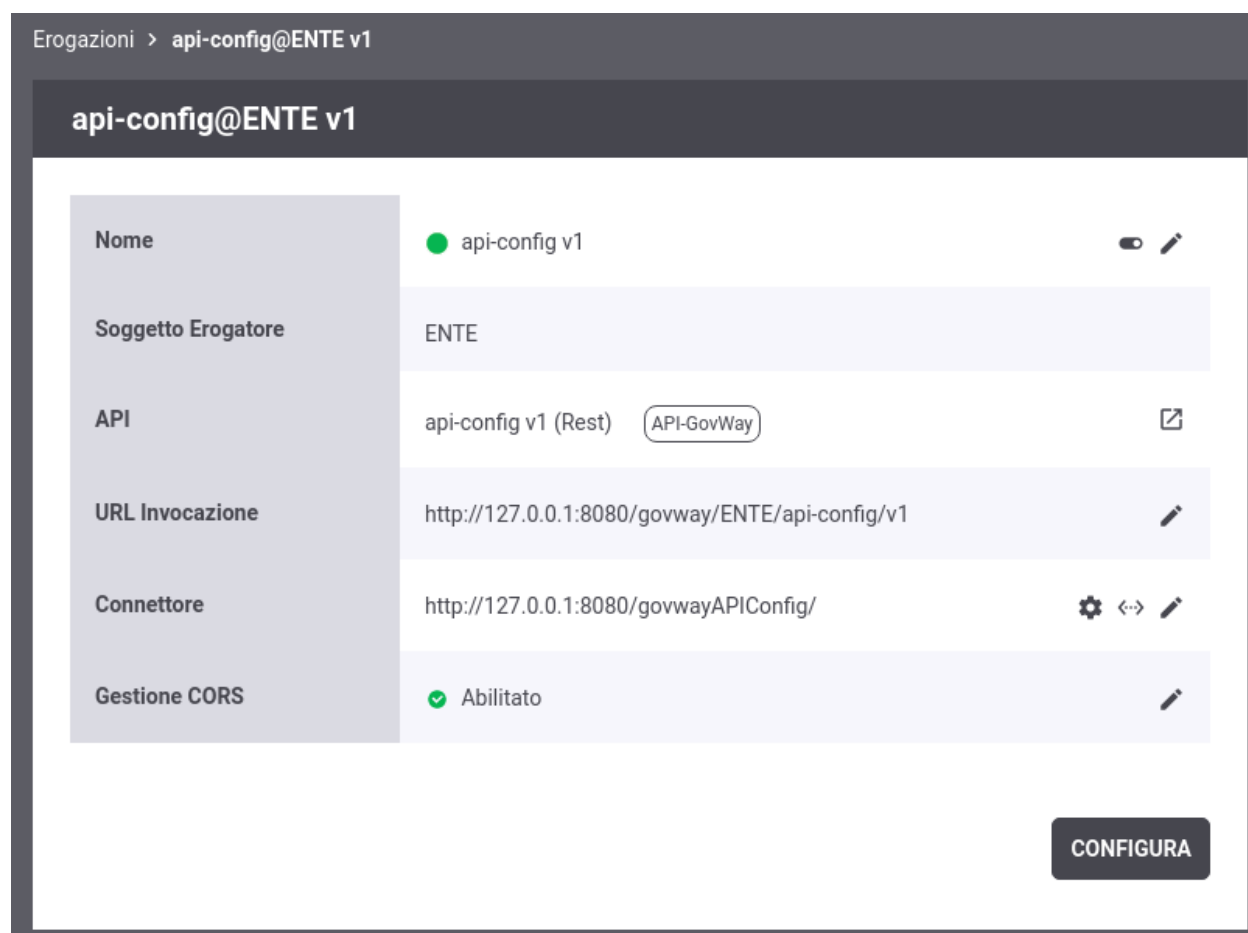 Erogazioni > api-config@ENTE v1
api-config@ENTE v1
Nome api-config v1
Soggetto Erogatore ENTE
API api-config v1 (Rest) API-GovWay
URL Invocazione http://127.0.0.1:8080/govway/ENTE/api-config/v1
Connettore http://127.0.0.1:8080/govwayAPIConfig/
Gestione CORS Abilitato
CONFIGURA